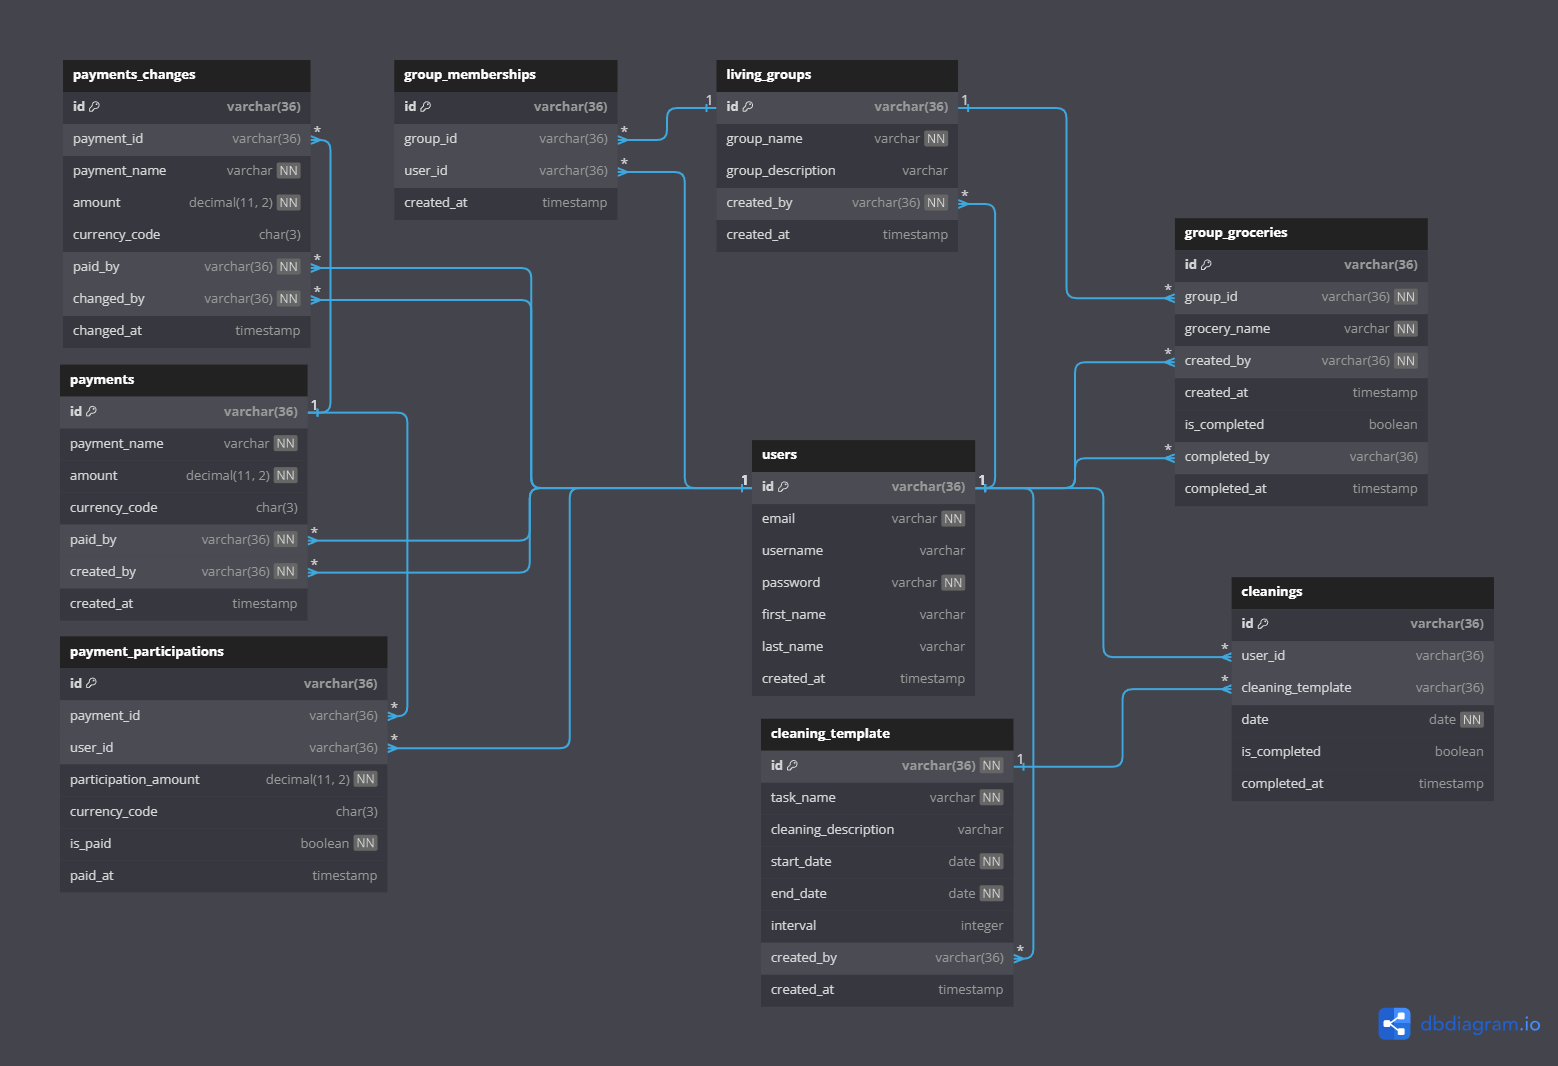 payments_changes
id varchar(36)
payment_id varchar(36)
payment_name varchar NN
amount decimal(11, 2) NN
currency_code char(3)
paid_by varchar(36) NN
changed_by varchar(36) NN
changed_at timestamp
* * *
payments
id varchar(36)
payment_name varchar NN
amount decimal(11, 2) NN
currency_code char(3)
paid_by varchar(36) NN
created_by varchar(36) NN
created_at timestamp
1 * *
payment_participations
id varchar(36)
payment_id varchar(36)
user_id varchar(36)
participation_amount decimal(11, 2) NN
currency_code char(3)
is_paid boolean NN
paid_at timestamp
* *
group_memberships
id varchar(36)
group_id varchar(36)
user_id varchar(36)
created_at timestamp
* *
living_groups
1 id varchar(36) 1
group_name varchar NN
group_description varchar
created_by varchar(36) NN *
created_at timestamp
users
1 id varchar(36) 1
email varchar NN
username varchar
password varchar NN
first_name varchar
last_name varchar
created_at timestamp
cleaning_template
id varchar(36) NN 1
task_name varchar NN
cleaning_description varchar
start_date date NN
end_date date NN
interval integer
created_by varchar(36) *
created_at timestamp
group_groceries
id varchar(36)
* group_id varchar(36) NN
grocery_name varchar NN
* created_by varchar(36) NN
created_at timestamp
is_completed boolean
* completed_by varchar(36)
completed_at timestamp
cleanings
id varchar(36)
* user_id varchar(36)
* cleaning_template varchar(36)
date date NN
is_completed boolean
completed_at timestamp
dbdiagram.io